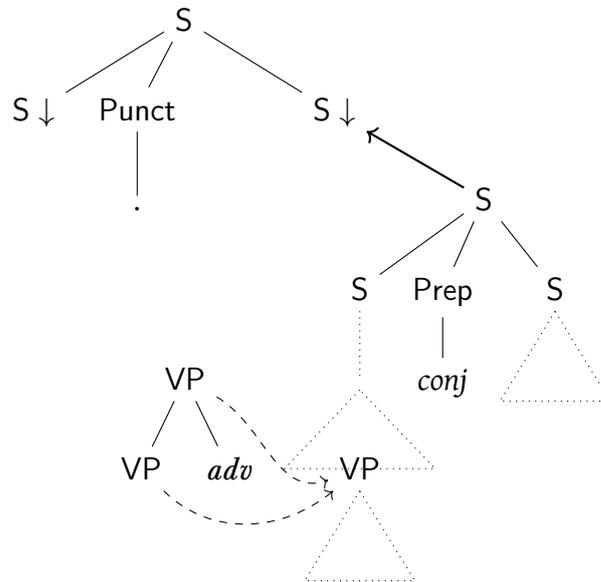 S
S ↓ Punct S ↓
.
S
S Prep S
conj
VP
VP adv VP